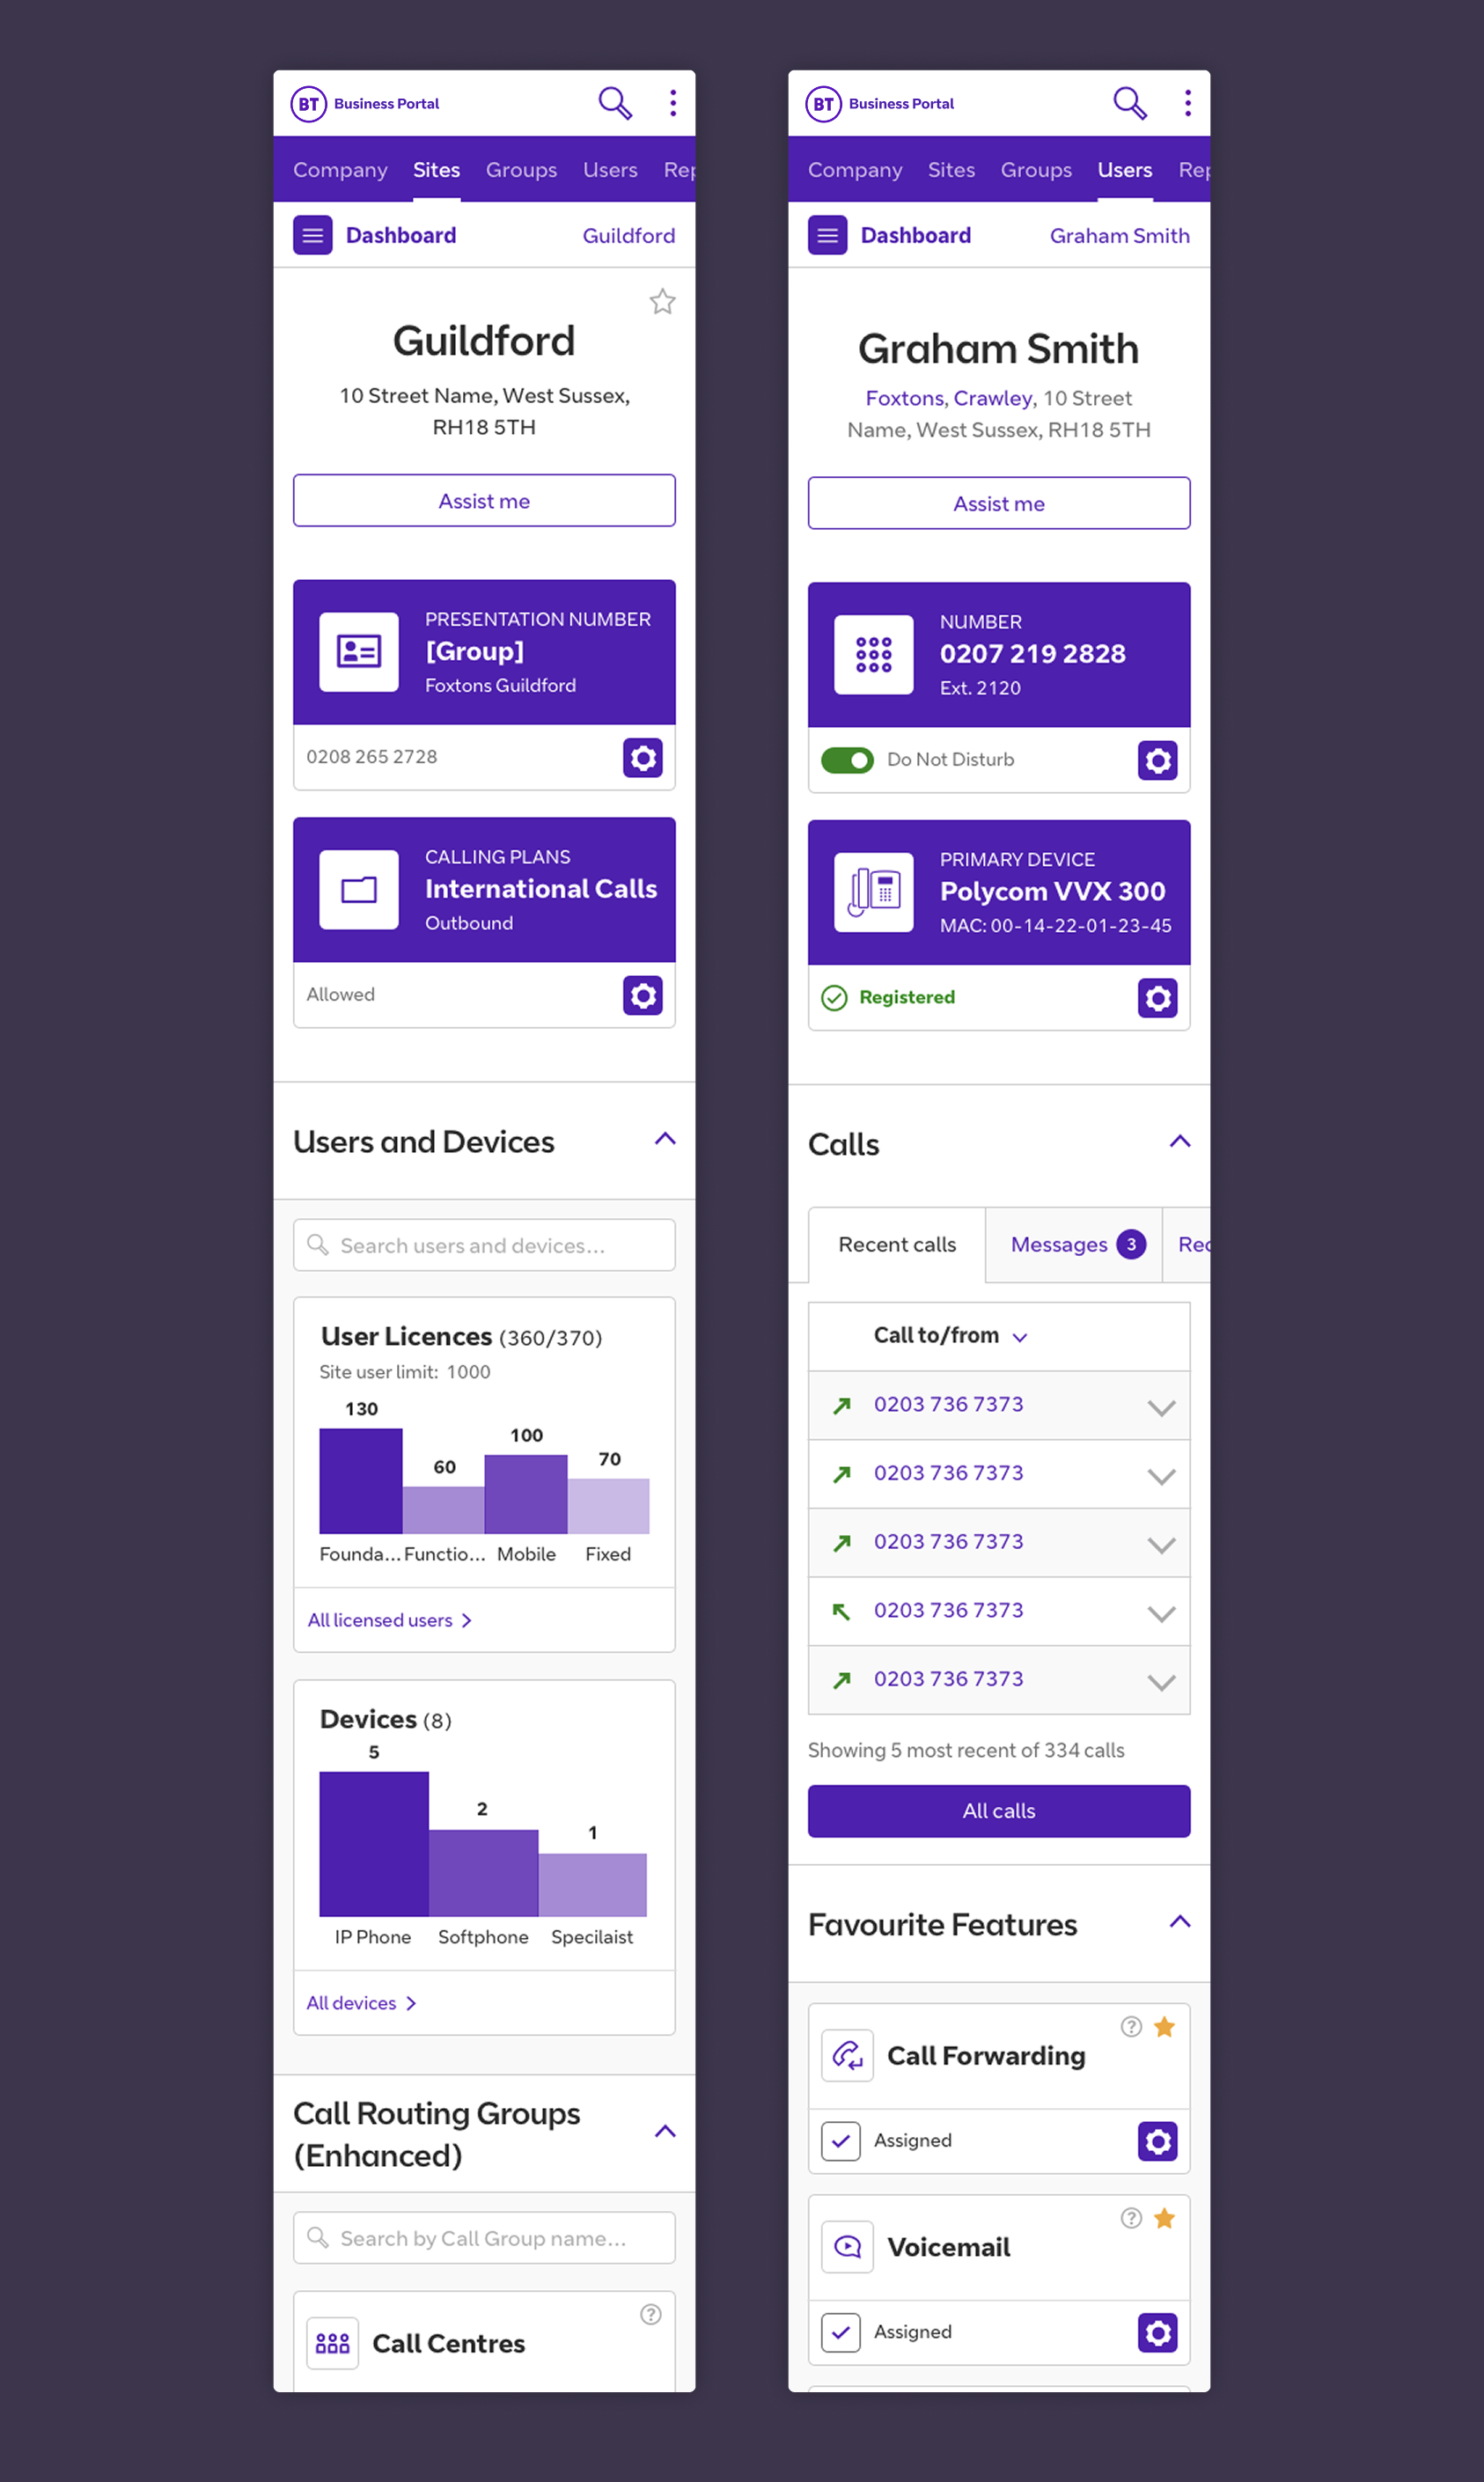 BT Business Portal
Company Sites Groups Users Rep
Dashboard Guildford
Guildford
10 Street Name, West Sussex,
RH18 5TH
Assist me
PRESENTATION NUMBER
[Group]
Foxtons Guildford
0208 265 2728
CALLING PLANS
International Calls
Outbound
Allowed
Users and Devices
Search users and devices...
User Licences (360/370)
Site user limit: 1000
130
60
100
70
Founda... Functio... Mobile Fixed
All licensed users
Devices (8)
5
2
1
IP Phone Softphone Specilaist
All devices
Call Routing Groups
(Enhanced)
Search by Call Group name...
?
Call Centres
BT Business Portal
Company Sites Groups Users Rep
Dashboard Graham Smith
Graham Smith
Foxtons, Crawley, 10 Street
Name, West Sussex, RH18 5TH
Assist me
NUMBER
0207 219 2828
Ext. 2120
Do Not Disturb
PRIMARY DEVICE
Polycom VVX 300
MAC: 00-14-22-01-23-45
Registered
Calls
Recent calls Messages 3 Rec
Call to/from
0203 736 7373
0203 736 7373
0203 736 7373
0203 736 7373
0203 736 7373
Showing 5 most recent of 334 calls
All calls
Favourite Features
?
Call Forwarding
Assigned
?
Voicemail
Assigned